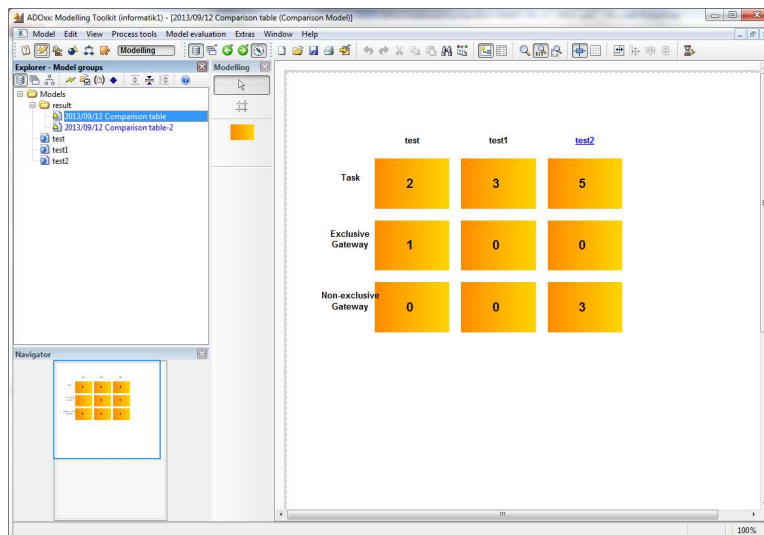 ADOxx: Modelling Toolkit (informatik1) - [2013/09/12 Comparison table (Comparison Model)]
Model Edit View Process tools Model evaluation Extras Window Help
Modelling
Explorer - Model groups
Models
result
2013/09/12 Comparison table
2013/09/12 Comparison table-2
test
test1
test2
Modelling
test test1 test2
Task 2 3 5
Exclusive
Gateway 1 0 0
Non-exclusive
Gateway 0 0 3
Navigator
100%